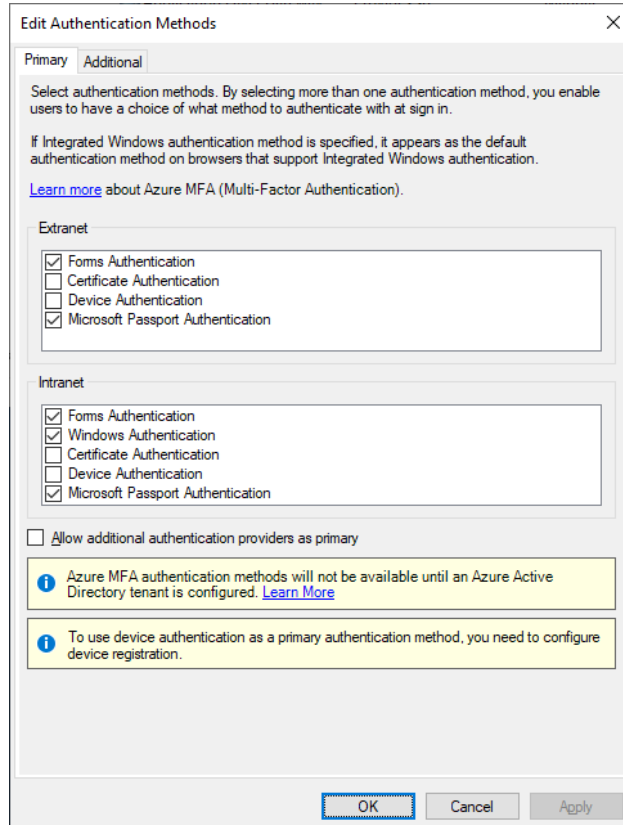 Edit Authentication Methods
Primary
Additional
Select authentication methods. By selecting more than one authentication method, you enable
users to have a choice of what method to authenticate with at sign in.
If Integrated Windows authentication method is specified, it appears as the default
authentication method on browsers that support Integrated Windows authentication.
Learn more about Azure MFA (Multi-Factor Authentication).
Extranet
Forms Authentication
Certificate Authentication
Device Authentication
Microsoft Passport Authentication
Intranet
Forms Authentication
Windows Authentication
Certificate Authentication
Device Authentication
Microsoft Passport Authentication
Allow additional authentication providers as primary
Azure MFA authentication methods will not be available until an Azure Active
Directory tenant is configured. Learn More
To use device authentication as a primary authentication method, you need to configure
device registration.
OK
Cancel
Apply